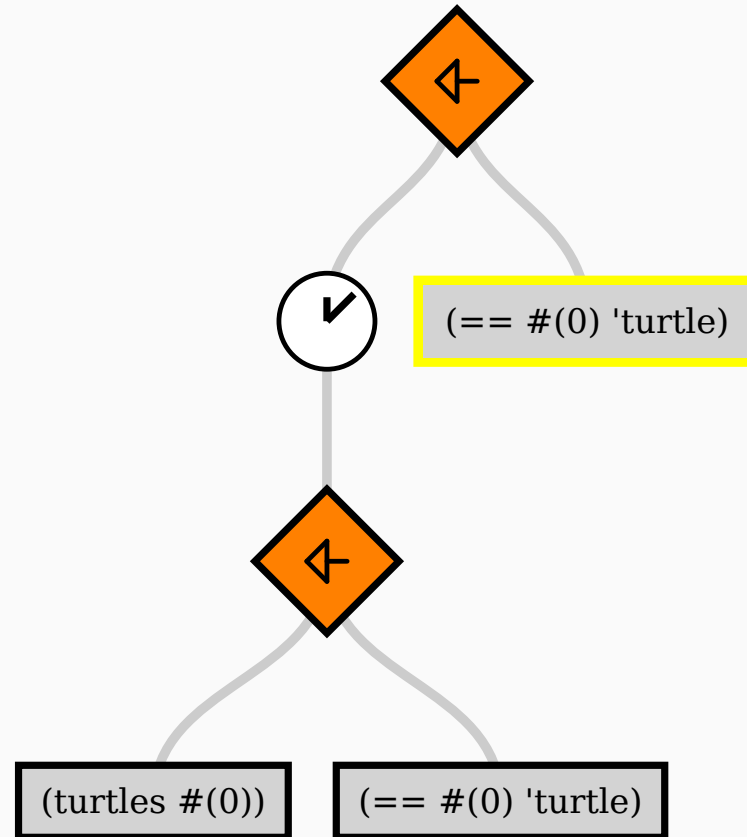 (== #(0) 'turtle)
(turtles #(0))
(== #(0) 'turtle)